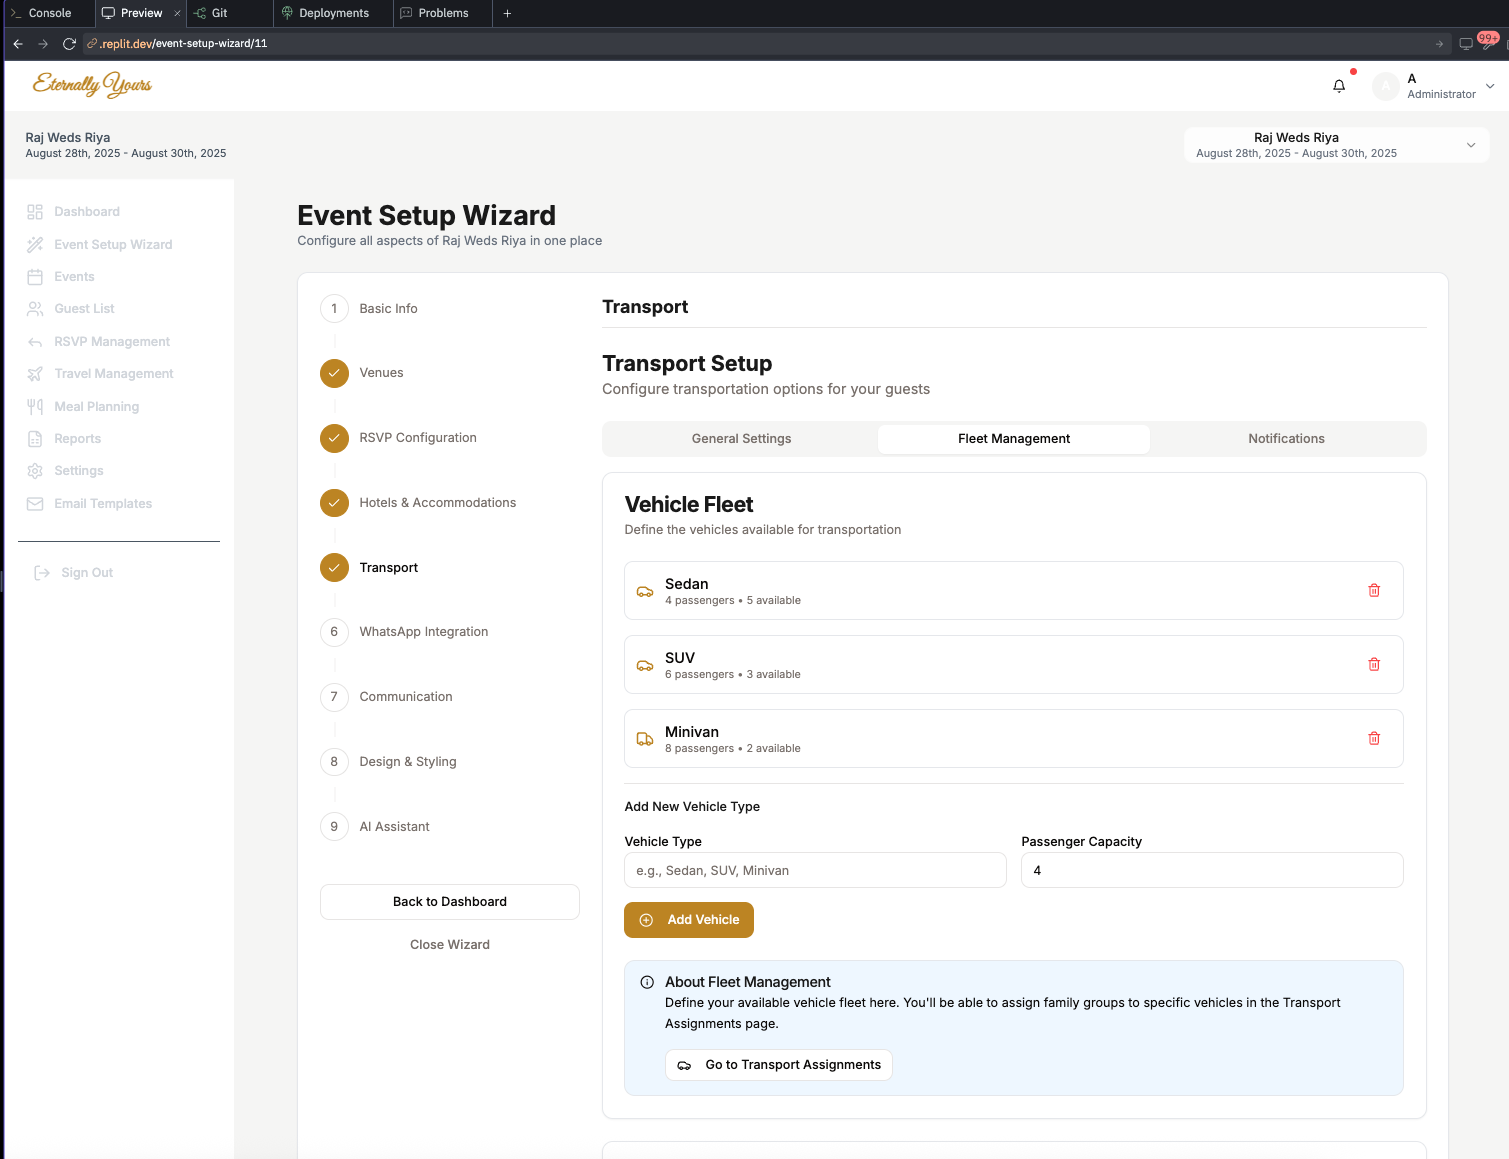 Console
Preview
Git
Deployments
Problems
.replit.dev/event-setup-wizard/11
99+
Eternally Yours
A
A
Administrator
Raj Weds Riya
August 28th, 2025 - August 30th, 2025
Raj Weds Riya
August 28th, 2025 - August 30th, 2025
Dashboard
Event Setup Wizard
Events
Guest List
RSVP Management
Travel Management
Meal Planning
Reports
Settings
Email Templates
Sign Out
Event Setup Wizard
Configure all aspects of Raj Weds Riya in one place
1 Basic Info
Venues
RSVP Configuration
Hotels & Accommodations
Transport
6 WhatsApp Integration
7 Communication
8 Design & Styling
9 AI Assistant
Back to Dashboard
Close Wizard
Transport
Transport Setup
Configure transportation options for your guests
General Settings
Fleet Management
Notifications
Vehicle Fleet
Define the vehicles available for transportation
Sedan
4 passengers • 5 available
SUV
6 passengers • 3 available
Minivan
8 passengers • 2 available
Add New Vehicle Type
Vehicle Type
e.g., Sedan, SUV, Minivan
Passenger Capacity
4
Add Vehicle
About Fleet Management
Define your available vehicle fleet here. You'll be able to assign family groups to specific vehicles in the Transport
Assignments page.
Go to Transport Assignments